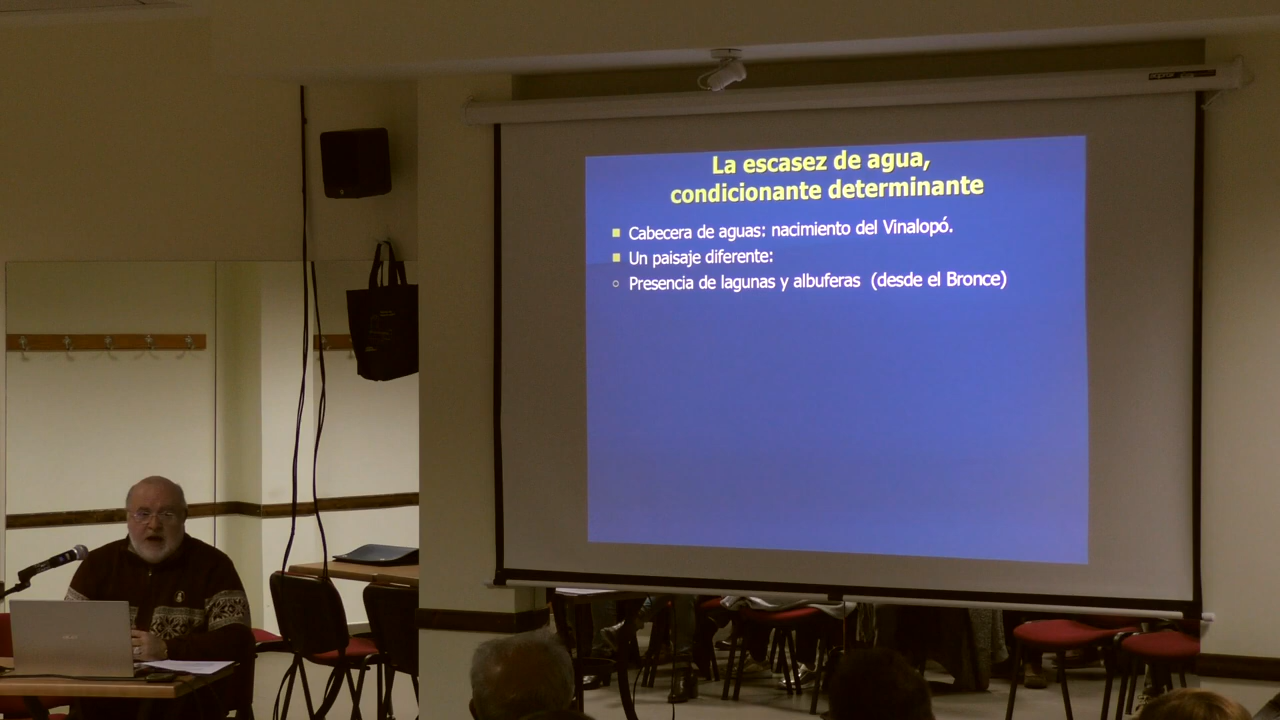 La escasez de agua,
condicionante determinante
Cabecera de aguas: nacimiento del Vinalopó.
Un paisaje diferente:
Presencia de lagunas y albuferas (desde el Bronce)